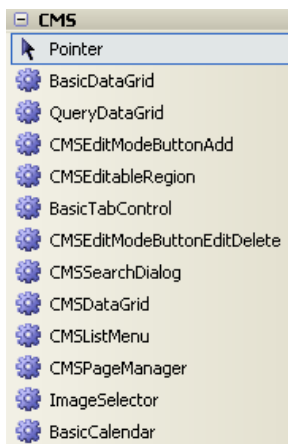 CMS
Pointer
BasicDataGrid
QueryDataGrid
CMSEditModeButtonAdd
CMSEditableRegion
BasicTabControl
CMSEditModeButtonEditDelete
CMSSearchDialog
CMSDataGrid
CMSListMenu
CMSPageManager
ImageSelector
BasicCalendar